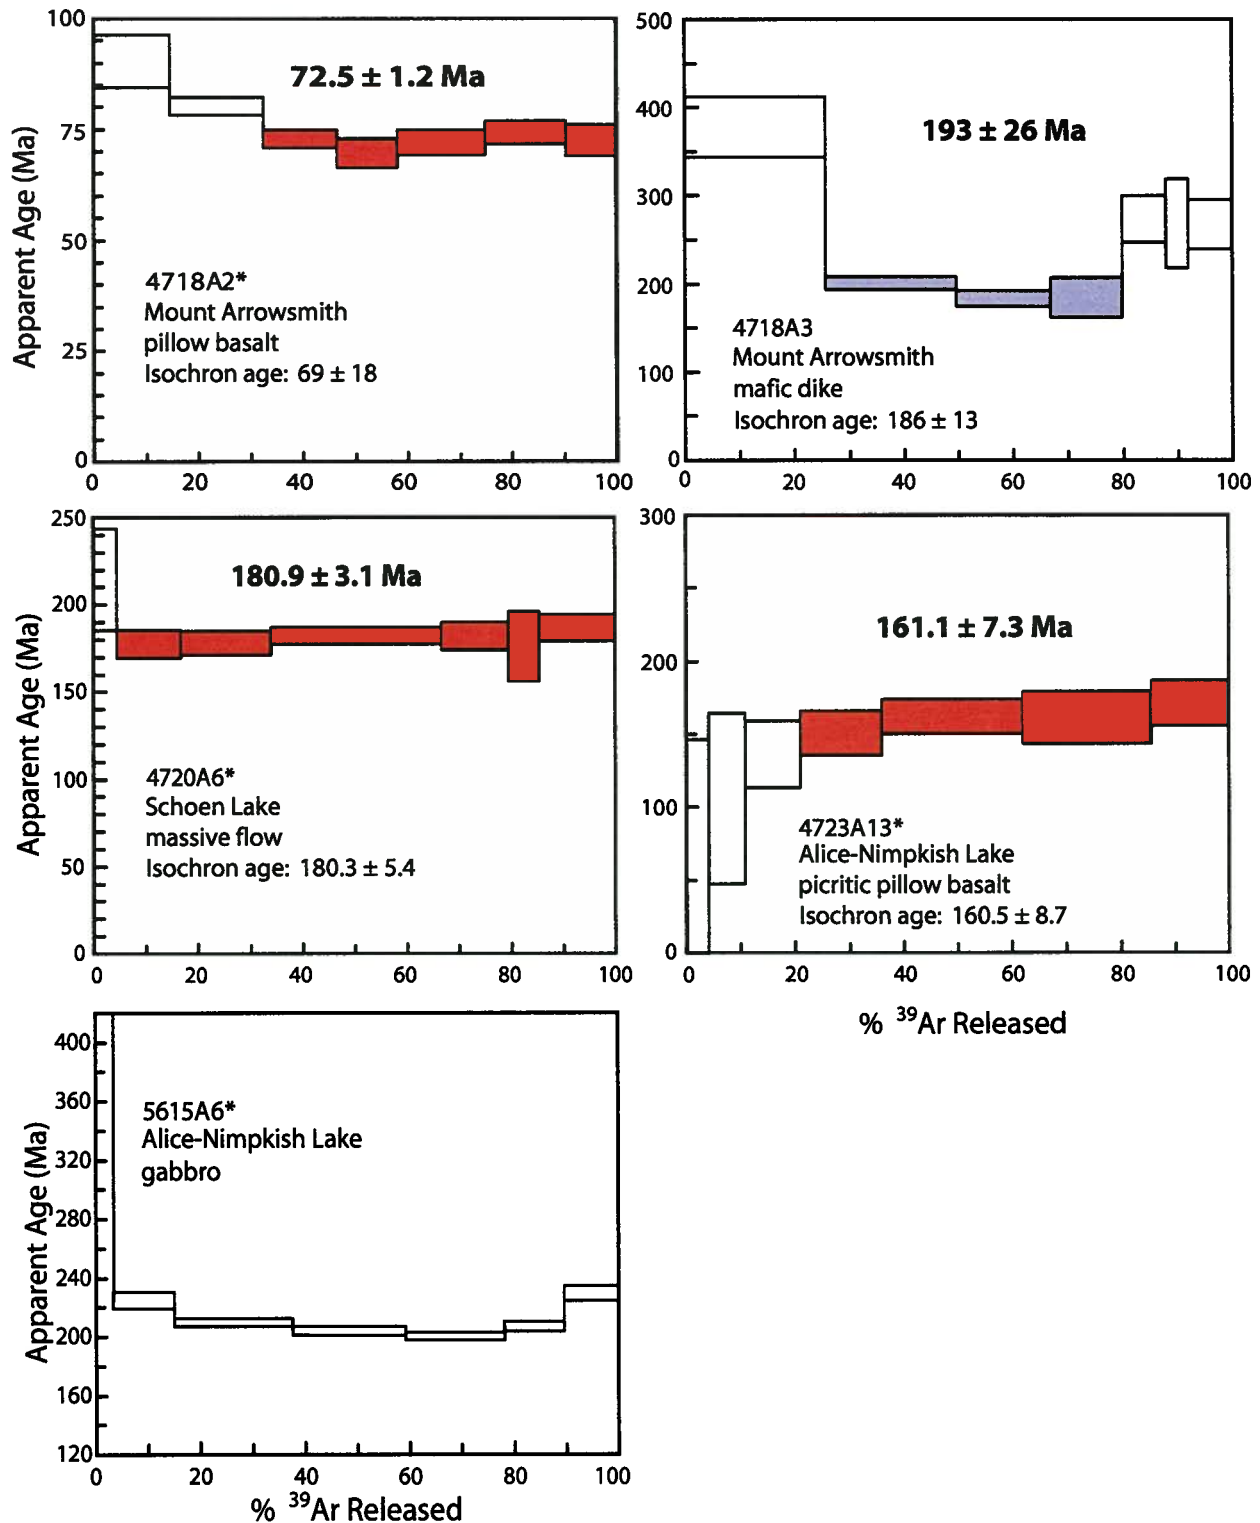 100
75
50
25
0
Apparent Age (Ma)
72.5 ± 1.2 Ma
4718A2*
Mount Arrowsmith
pillow basalt
Isochron age: 69 ± 18
0 20 40 60 80 100
500
400
300
200
100
0
193 ± 26 Ma
4718A3
Mount Arrowsmith
mafic dike
Isochron age: 186 ± 13
0 20 40 60 80 100
250
200
150
100
50
0
Apparent Age (Ma)
180.9 ± 3.1 Ma
4720A6*
Schoen Lake
massive flow
Isochron age: 180.3 ± 5.4
0 20 40 60 80 100
300
200
100
0
161.1 ± 7.3 Ma
4723A13*
Alice-Nimpkish Lake
picritic pillow basalt
Isochron age: 160.5 ± 8.7
0 20 40 60 80 100
% ³⁹Ar Released
400
360
320
280
240
200
160
120
Apparent Age (Ma)
5615A6*
Alice-Nimpkish Lake
gabbro
0 20 40 60 80 100
% ³⁹Ar Released